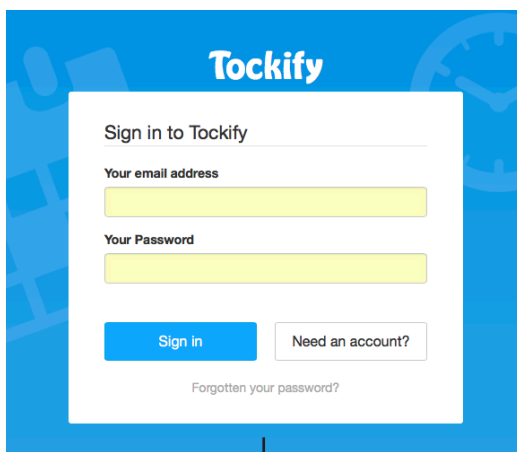 Tockify
Sign in to Tockify
Your email address
Your Password
Sign in
Need an account?
Forgotten your password?